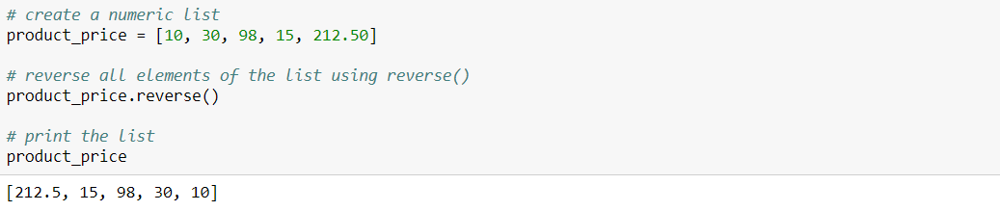 # create a numeric list
product_price = [10, 30, 98, 15, 212.50]
# reverse all elements of the list using reverse()
product_price.reverse()
# print the list
product_price
[212.5, 15, 98, 30, 10]